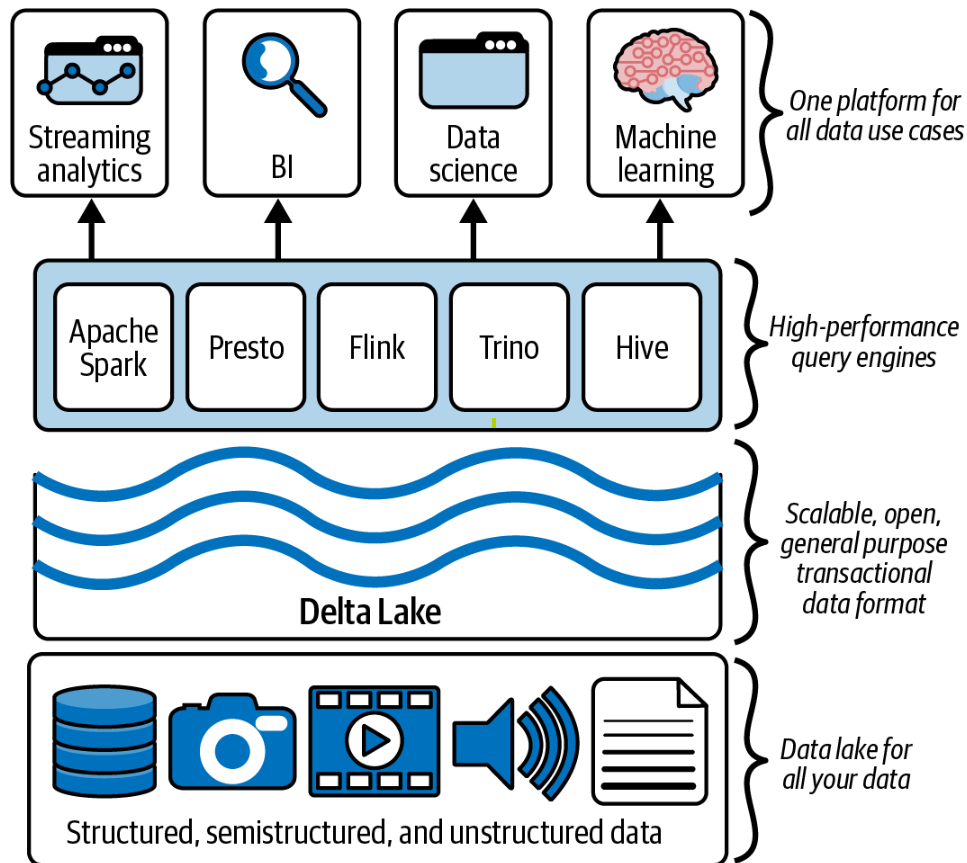 Streaming
analytics
BI
Data
science
Machine
learning
One platform for
all data use cases
Apache
Spark
Presto
Flink
Trino
Hive
High-performance
query engines
Delta Lake
Scalable, open,
general purpose
transactional
data format
Structured, semistructured, and unstructured data
Data lake for
all your data